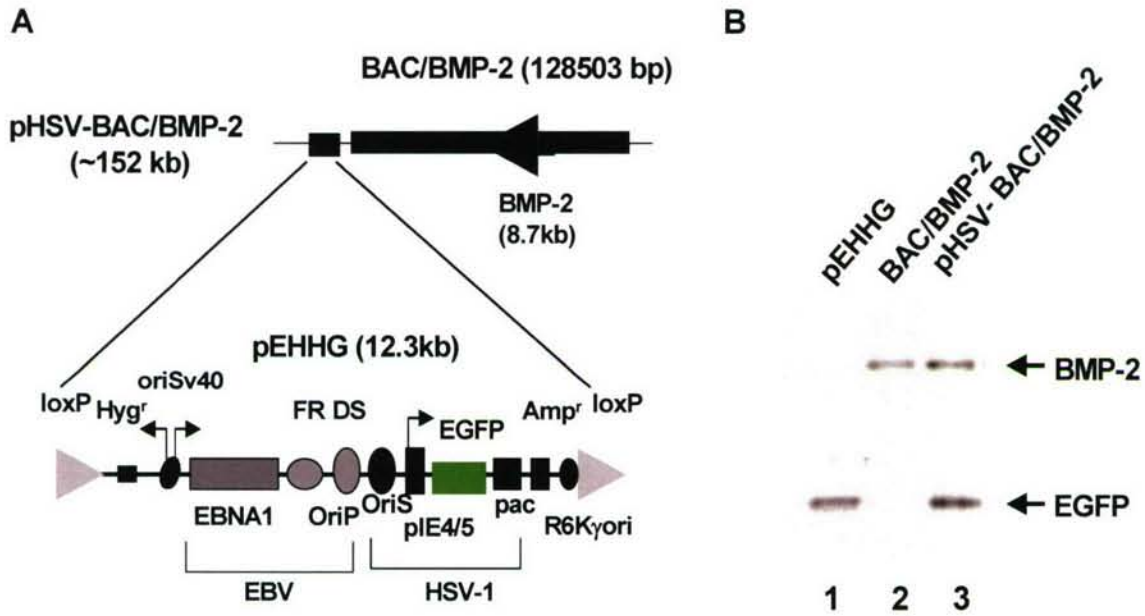 A
BAC/BMP-2 (128503 bp)
pHSV-BAC/BMP-2
(~152 kb)
BMP-2
(8.7kb)
pEHHG (12.3kb)
loxP
Hygʳ
oriSv40
FR DS
EGFP
Ampʳ
loxP
EBNA1
OriP
OriS
pIE4/5
pac
R6Kγori
EBV
HSV-1
B
pEHHG
BAC/BMP-2
pHSV- BAC/BMP-2
BMP-2
EGFP
1 2 3